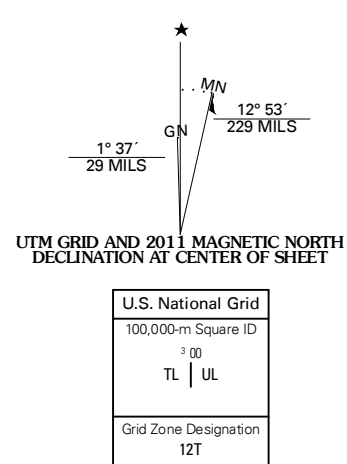 MN
GN
12° 53´
229 MILS
1° 37´
29 MILS
UTM GRID AND 2011 MAGNETIC NORTH
DECLINATION AT CENTER OF SHEET
U.S. National Grid
100,000-m Square ID
3 00
TL UL
Grid Zone Designation
12T